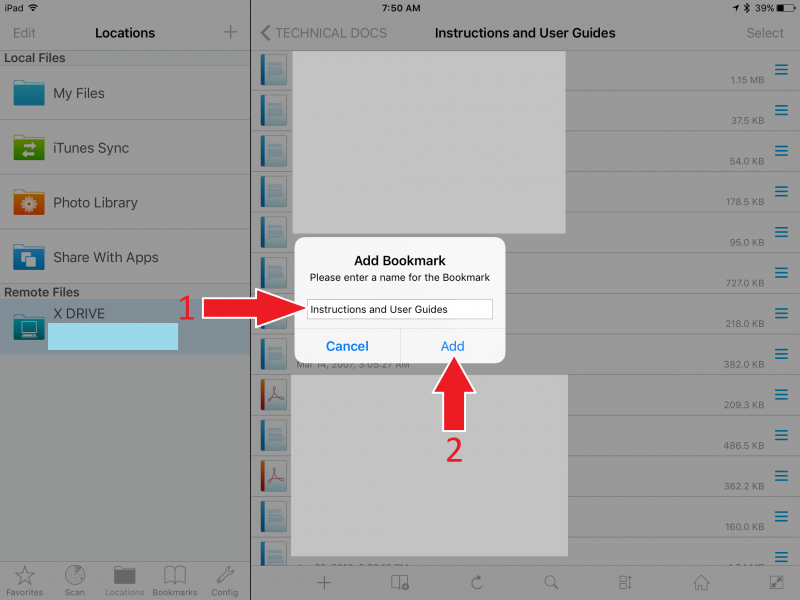 iPad
7:50 AM
39%
Edit
Locations
TECHNICAL DOCS
Instructions and User Guides
Select
Local Files
My Files
iTunes Sync
Photo Library
Share With Apps
Remote Files
X DRIVE
1.15 MB
37.5 KB
54.0 KB
178.5 KB
95.0 KB
727.0 KB
218.0 KB
382.0 KB
209.3 KB
486.5 KB
362.2 KB
160.0 KB
Add Bookmark
Please enter a name for the Bookmark
1
Instructions and User Guides
Cancel
Add
Mar 14, 2007, 3:05:27 AM
2
Favorites
Scan
Locations
Bookmarks
Config